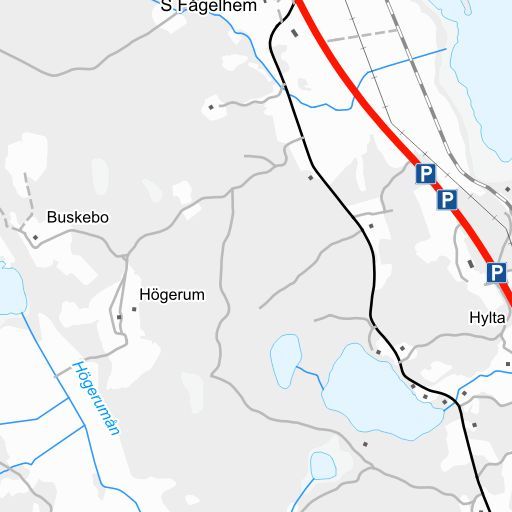 S.Fågelhem
P
P
Buskebo
P
Högerum
Hylta
Högerumån